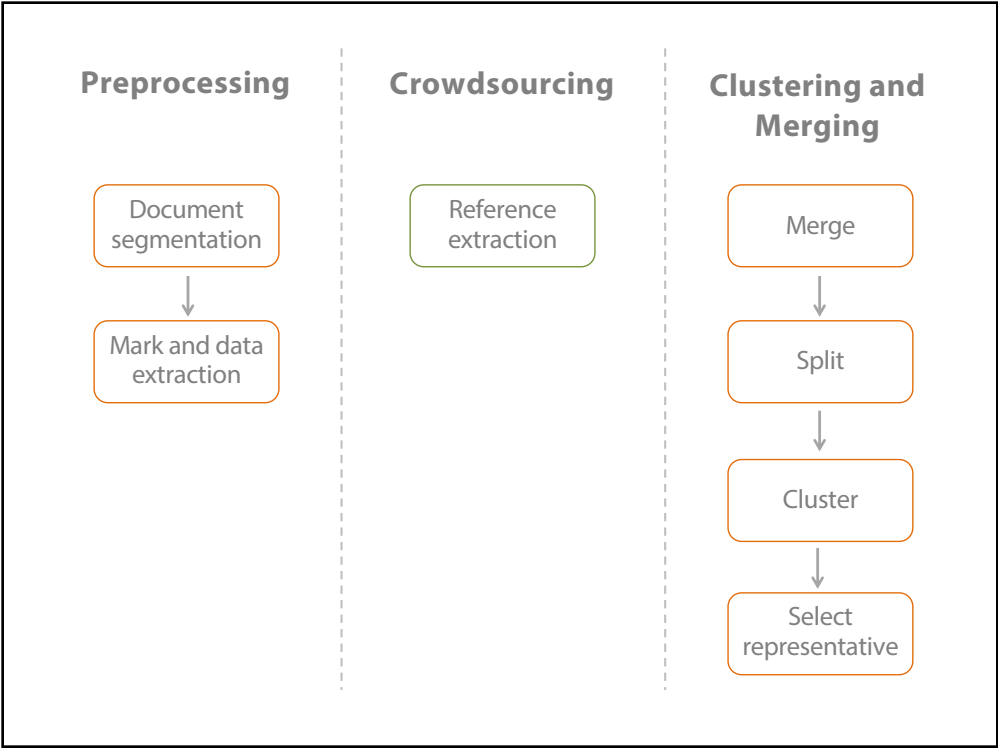 Preprocessing
Document
segmentation
Mark and data
extraction
Crowdsourcing
Reference
extraction
Clustering and
Merging
Merge
Split
Cluster
Select
representative